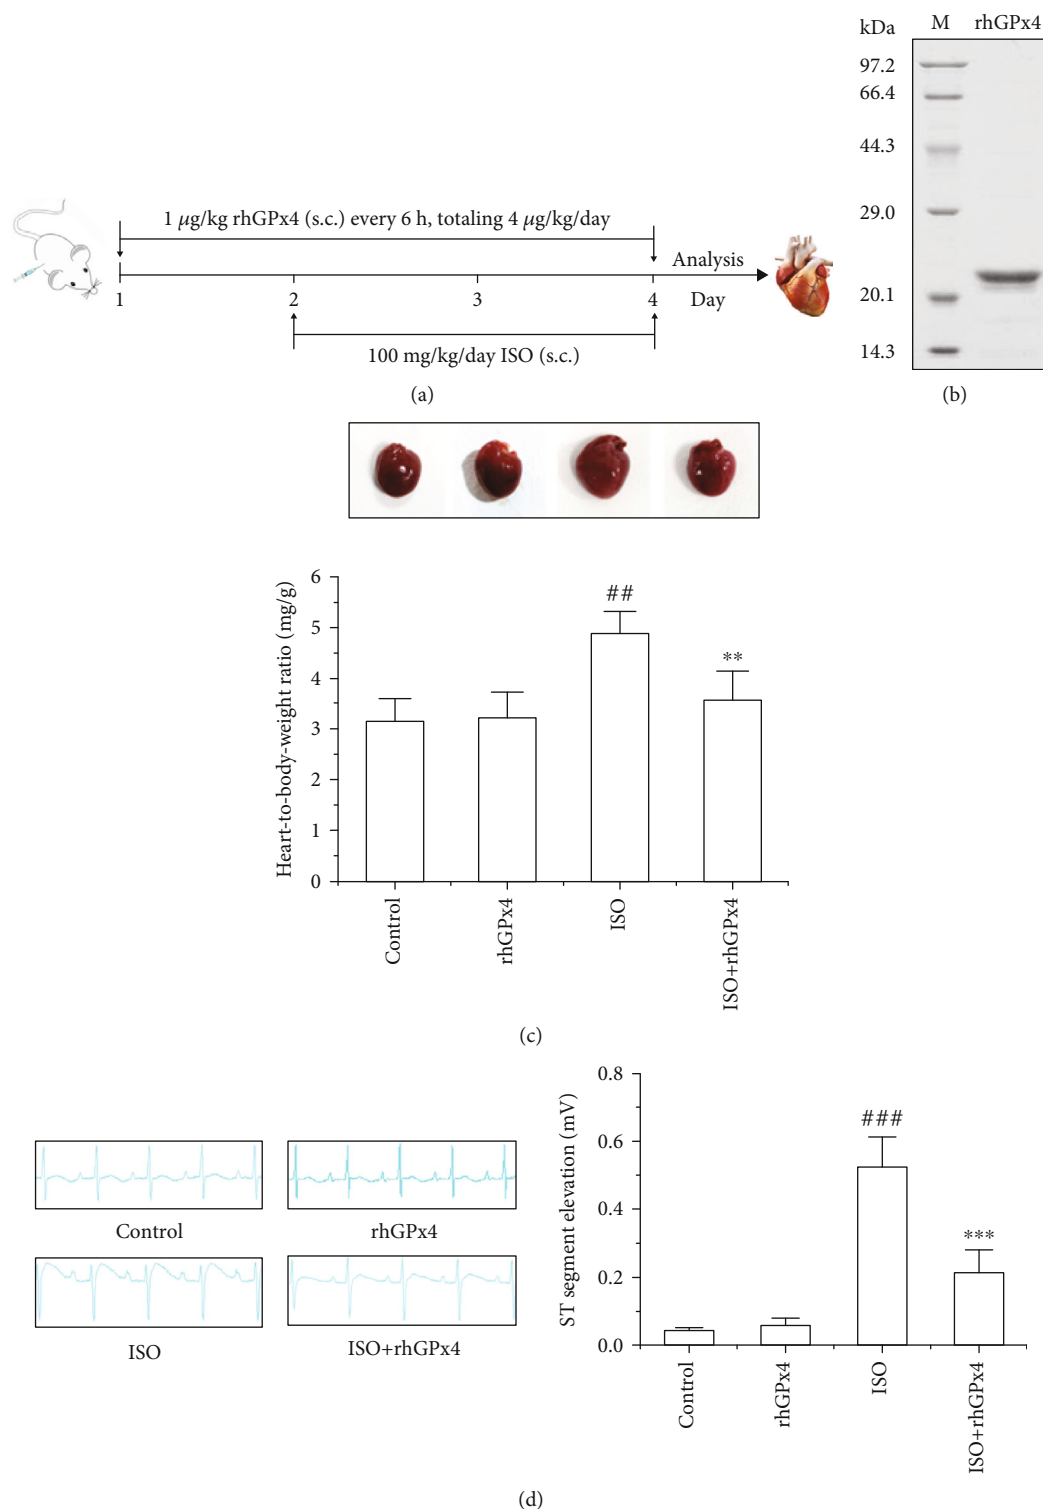 1 μg/kg rhGPx4 (s.c.) every 6 h, totaling 4 μg/kg/day
Analysis
1 2 3 4 Day
100 mg/kg/day ISO (s.c.)
(a)
kDa M rhGPx4
97.2
66.4
44.3
29.0
20.1
14.3
(b)
Heart-to-body-weight ratio (mg/g)
6
5
4
3
2
1
0
##
**
Control
rhGPx4
ISO
ISO+rhGPx4
(c)
Control
rhGPx4
ISO
ISO+rhGPx4
ST segment elevation (mV)
0.8
0.6
0.4
0.2
0.0
###
***
Control
rhGPx4
ISO
ISO+rhGPx4
(d)